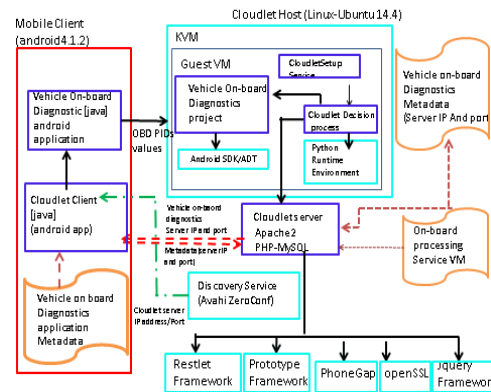 Cloudlet Host (Linux-Ubuntu 14.4)
Mobile Client
(android4.1.2)
KVM
Guest VM
CloudletSetup
Service
Vehicle On-board
Diagnostic [java]
android
application
OBD PIDs
values
Vehicle On-board
Diagnostics
project
Cloudlet Decision
process
Android SDK/ADT
Python
Runtime
Environment
Vehicle on-board
Diagnostics
Metadata
(Server IP And port)
Cloudlet Client
[java]
(android app)
Vehicle on-board
diagnostics
Server IP and port
Metadata(server IP
and port)
Cloudlet server
Apache2
PHP-MySQL
On-board
processing
Service VM
Vehicle on board
Diagnostics
application
Metadata
Cloudlet server
IP address/Port
Discovery Service
(Avahi ZeroConf)
Restlet
Framework
Prototype
Framework
PhoneGap
openSSL
Jquery
Framework